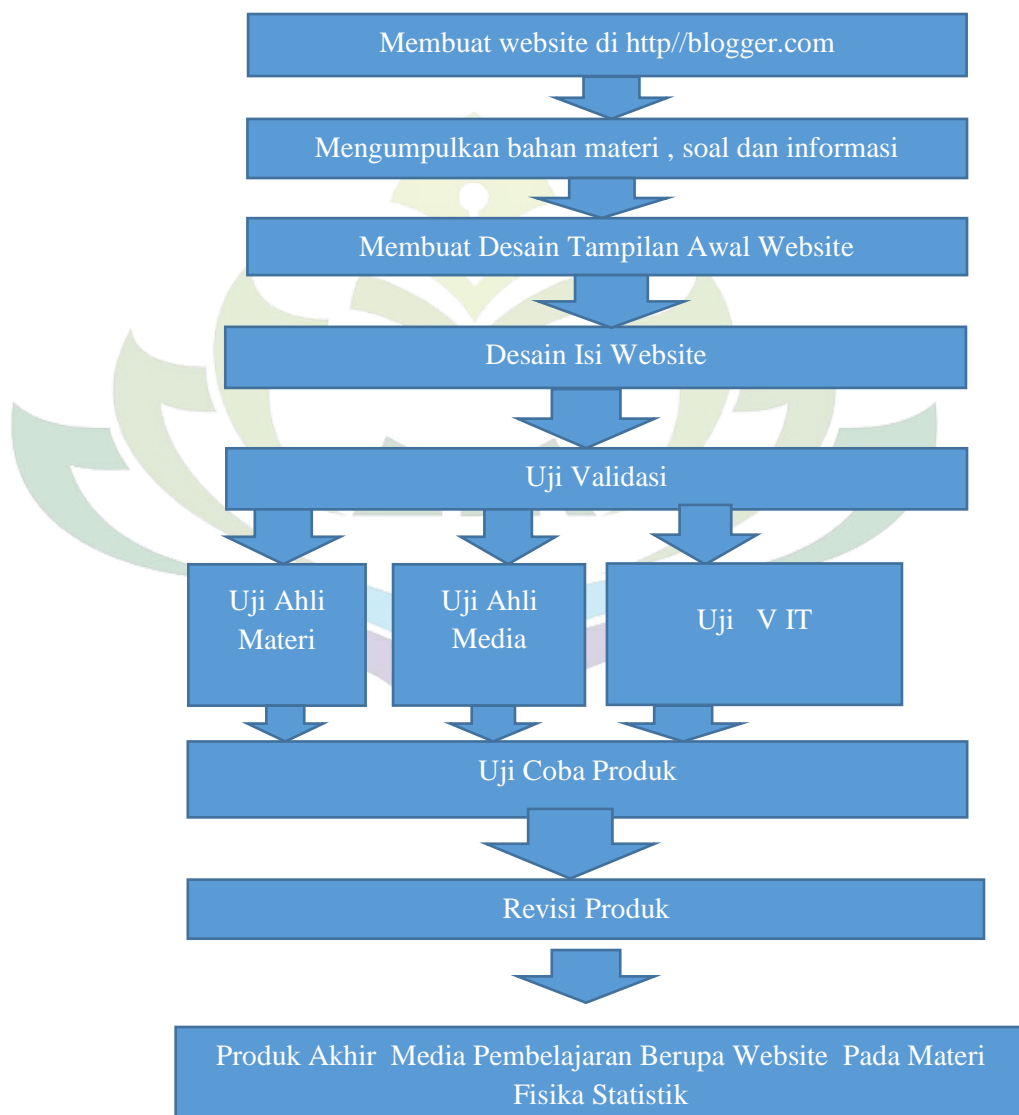 Membuat website di http//blogger.com
Mengumpulkan bahan materi , soal dan informasi
Membuat Desain Tampilan Awal Website
Desain Isi Website
Uji Validasi
Uji Ahli
Materi
Uji Ahli
Media
Uji V IT
Uji Coba Produk
Revisi Produk
Produk Akhir Media Pembelajaran Berupa Website Pada Materi
Fisika Statistik